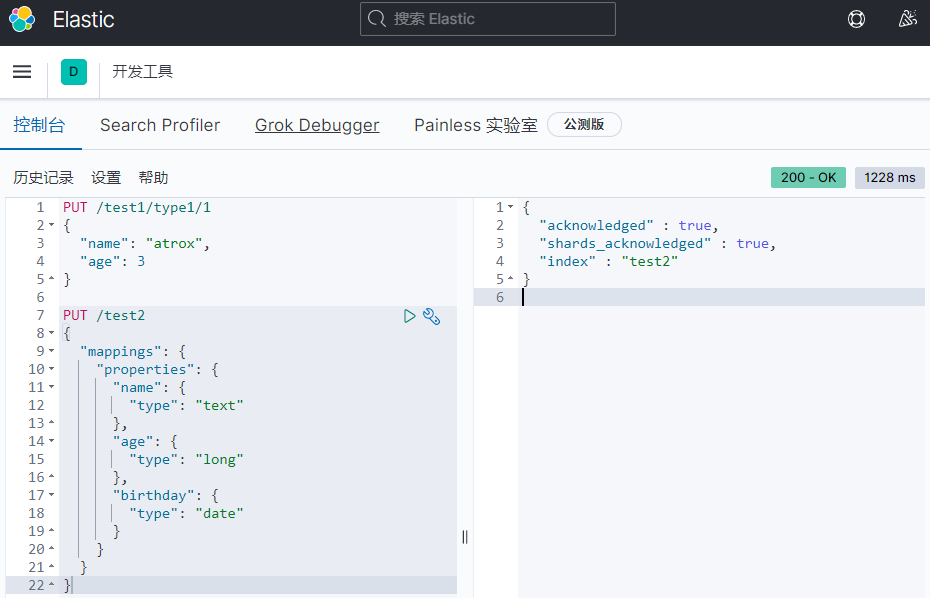 Elastic
搜索 Elastic
D
开发工具
控制台
Search Profiler
Grok Debugger
Painless 实验室
公测版
历史记录
设置
帮助
200 - OK
1228 ms
1 PUT /test1/type1/1
2 {
3 "name": "atrox",
4 "age": 3
5 }
6
7 PUT /test2
8 {
9 "mappings": {
10 "properties": {
11 "name": {
12 "type": "text"
13 },
14 "age": {
15 "type": "long"
16 },
17 "birthday": {
18 "type": "date"
19 }
20 }
21 }
22 }
1 {
2 "acknowledged" : true,
3 "shards_acknowledged" : true,
4 "index" : "test2"
5 }
6